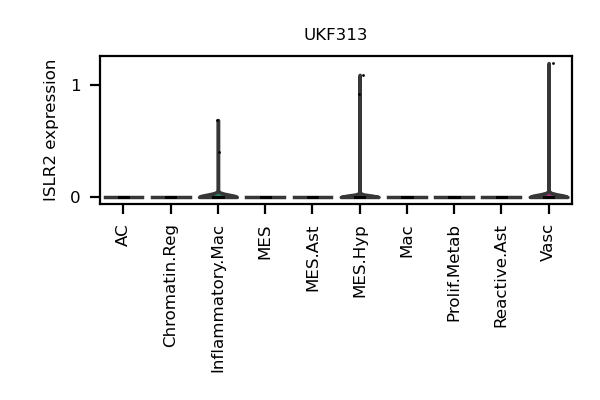 UKF313
ISLR2 expression
1
0
AC
Chromatin.Reg
Inflammatory.Mac
MES
MES.Ast
MES.Hyp
Mac
Prolif.Metab
Reactive.Ast
Vasc